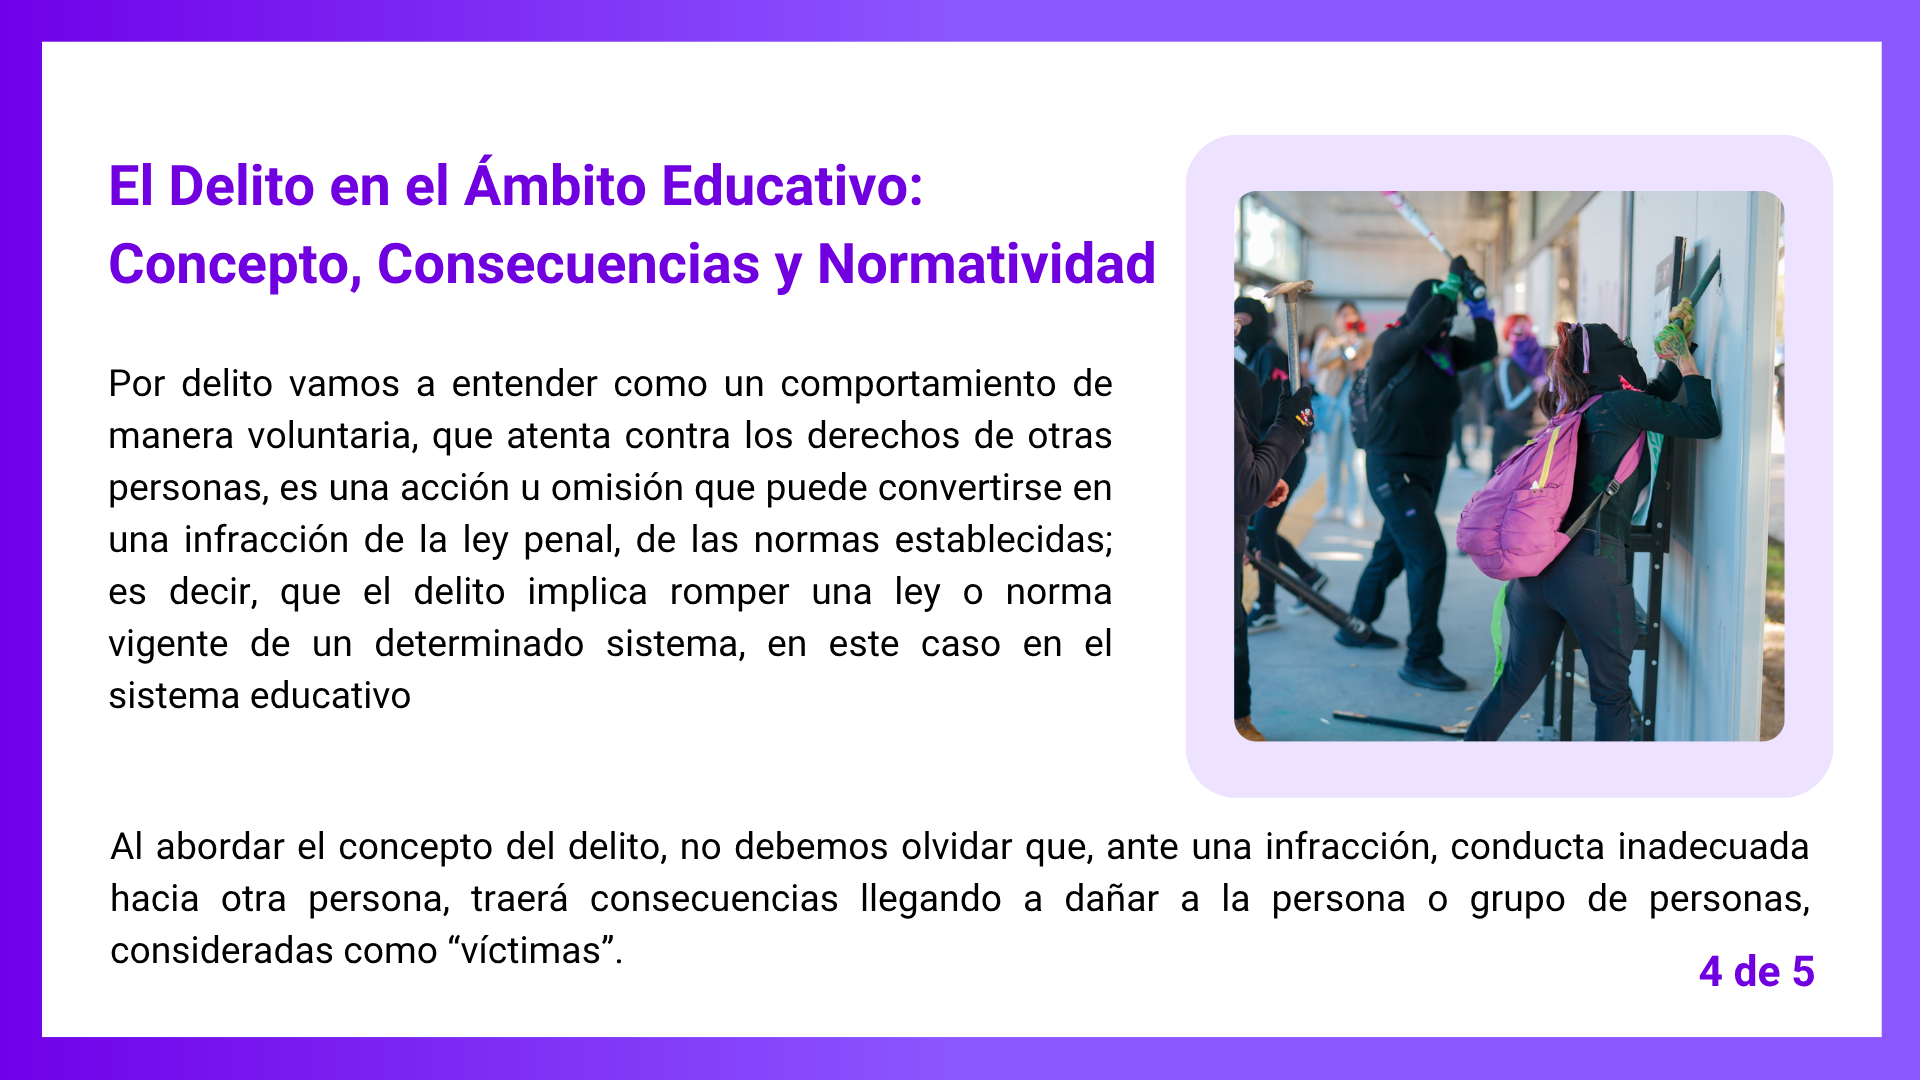 El Delito en el Ámbito Educativo:
Concepto, Consecuencias y Normatividad
Por delito vamos a entender como un comportamiento de
manera voluntaria, que atenta contra los derechos de otras
personas, es una acción u omisión que puede convertirse en
una infracción de la ley penal, de las normas establecidas;
es decir, que el delito implica romper una ley o norma
vigente de un determinado sistema, en este caso en el
sistema educativo
Al abordar el concepto del delito, no debemos olvidar que, ante una infracción, conducta inadecuada
hacia otra persona, traerá consecuencias llegando a dañar a la persona o grupo de personas,
consideradas como “víctimas”.
4 de 5